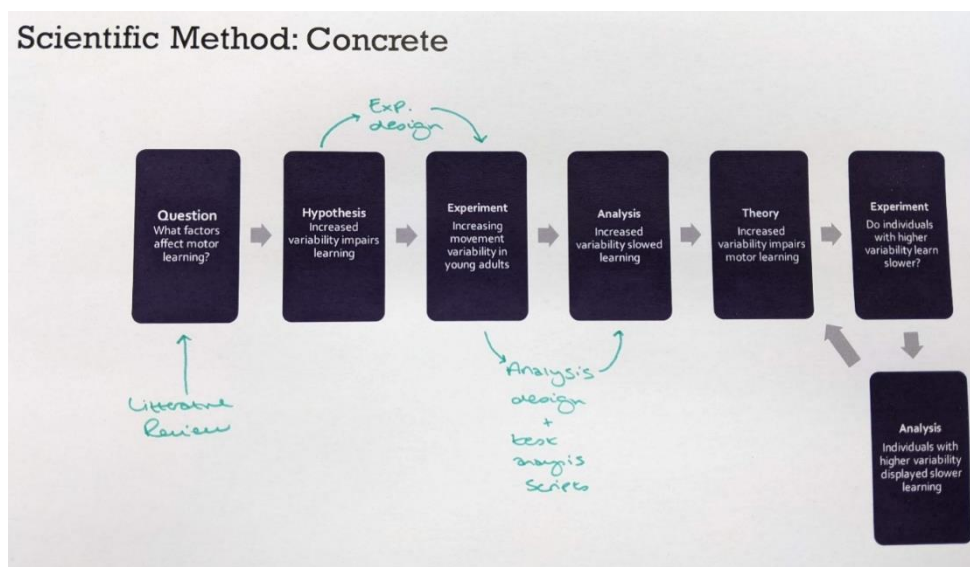 Scientific Method: Concrete
Exp.
design
Question
What factors
affect motor
learning?
Hypothesis
Increased
variability impairs
learning
Experiment
Increasing
movement
variability in
young adults
Analysis
Increased
variability slowed
learning
Theory
Increased
variability impairs
motor learning
Experiment
Do individuals
with higher
variability learn
slower?
Litterative
Review
Analysis
design
+
analysis
scripts
Analysis
Individuals with
higher variability
displayed slower
learning